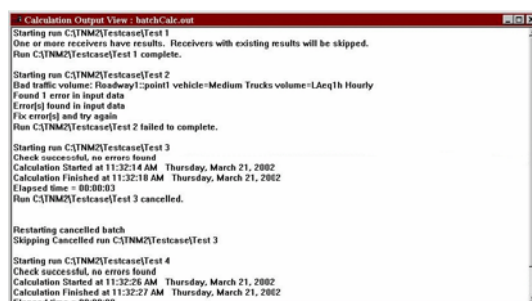 Calculation Output View : batchCalc.out
Starting run C:\TNM2\Testcase\Test 1
One or more receivers have results.  Receivers with existing results will be skipped.
Run C:\TNM2\Testcase\Test 1 complete.
Starting run C:\TNM2\Testcase\Test 2
Bad traffic volume: Roadway1::point1 vehicle=Medium Trucks volume=LAeq1h Hourly
Found 1 error in input data
Error(s) found in input data
Fix error(s) and try again
Run C:\TNM2\Testcase\Test 2 failed to complete.
Starting run C:\TNM2\Testcase\Test 3
Check successful, no errors found
Calculation Started at 11:32:14 AM  Thursday, March 21, 2002
Calculation Finished at 11:32:18 AM  Thursday, March 21, 2002
Elapsed time = 00:00:03
Run C:\TNM2\Testcase\Test 3 cancelled.
Restarting cancelled batch
Skipping Cancelled run C:\TNM2\Testcase\Test 3
Starting run C:\TNM2\Testcase\Test 4
Check successful, no errors found
Calculation Started at 11:32:26 AM  Thursday, March 21, 2002
Calculation Finished at 11:32:27 AM  Thursday, March 21, 2002
Elapsed time = 00:00:00